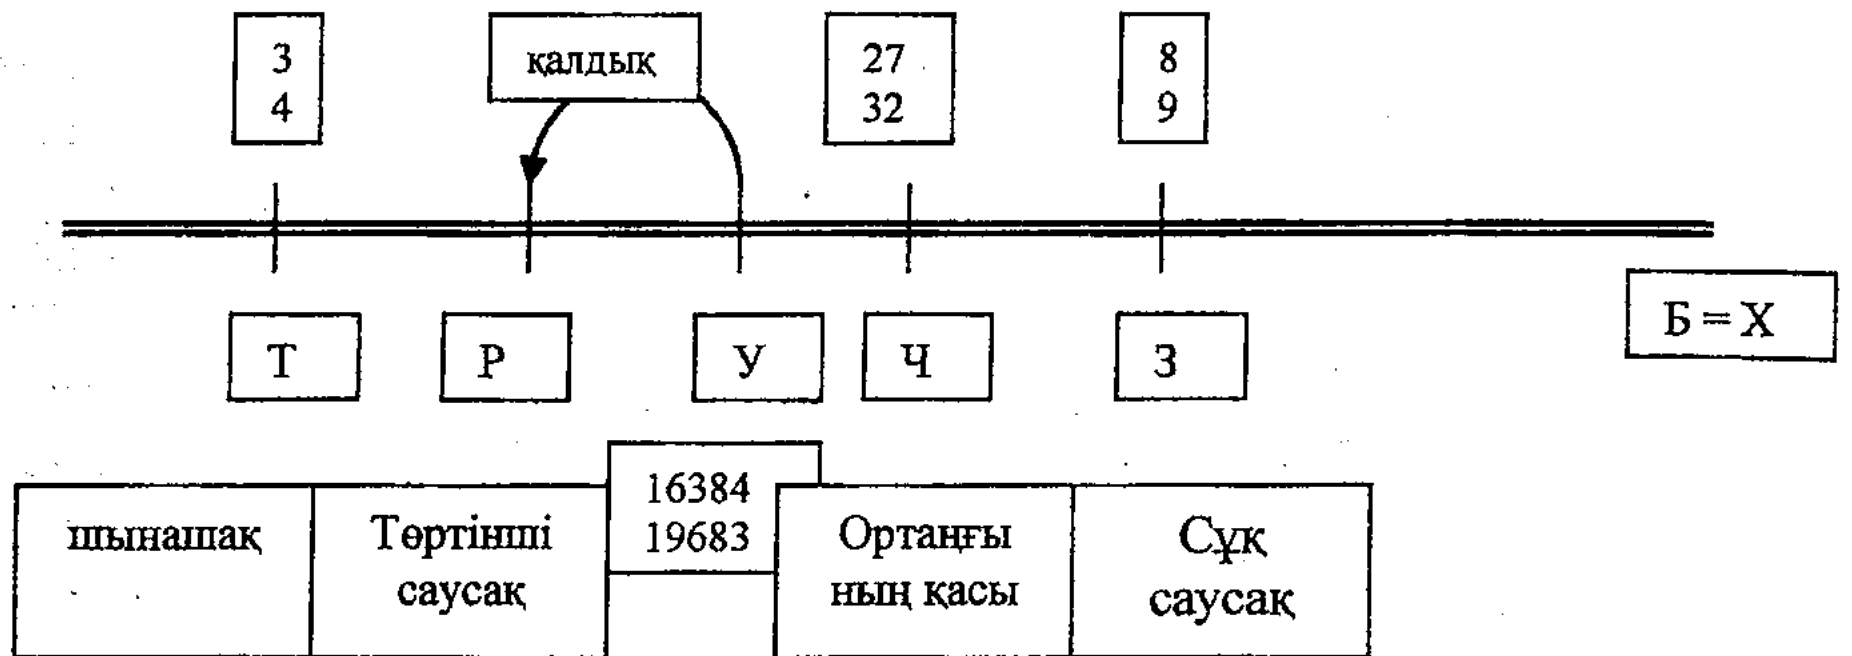 3
4
қалдық
27
32
8
9
Т
Р
У
Ч
З
Б = Х
шынашақ
Төртінші
саусақ
16384
19683
Ортаңғы
ның қасы
Сұқ
саусақ